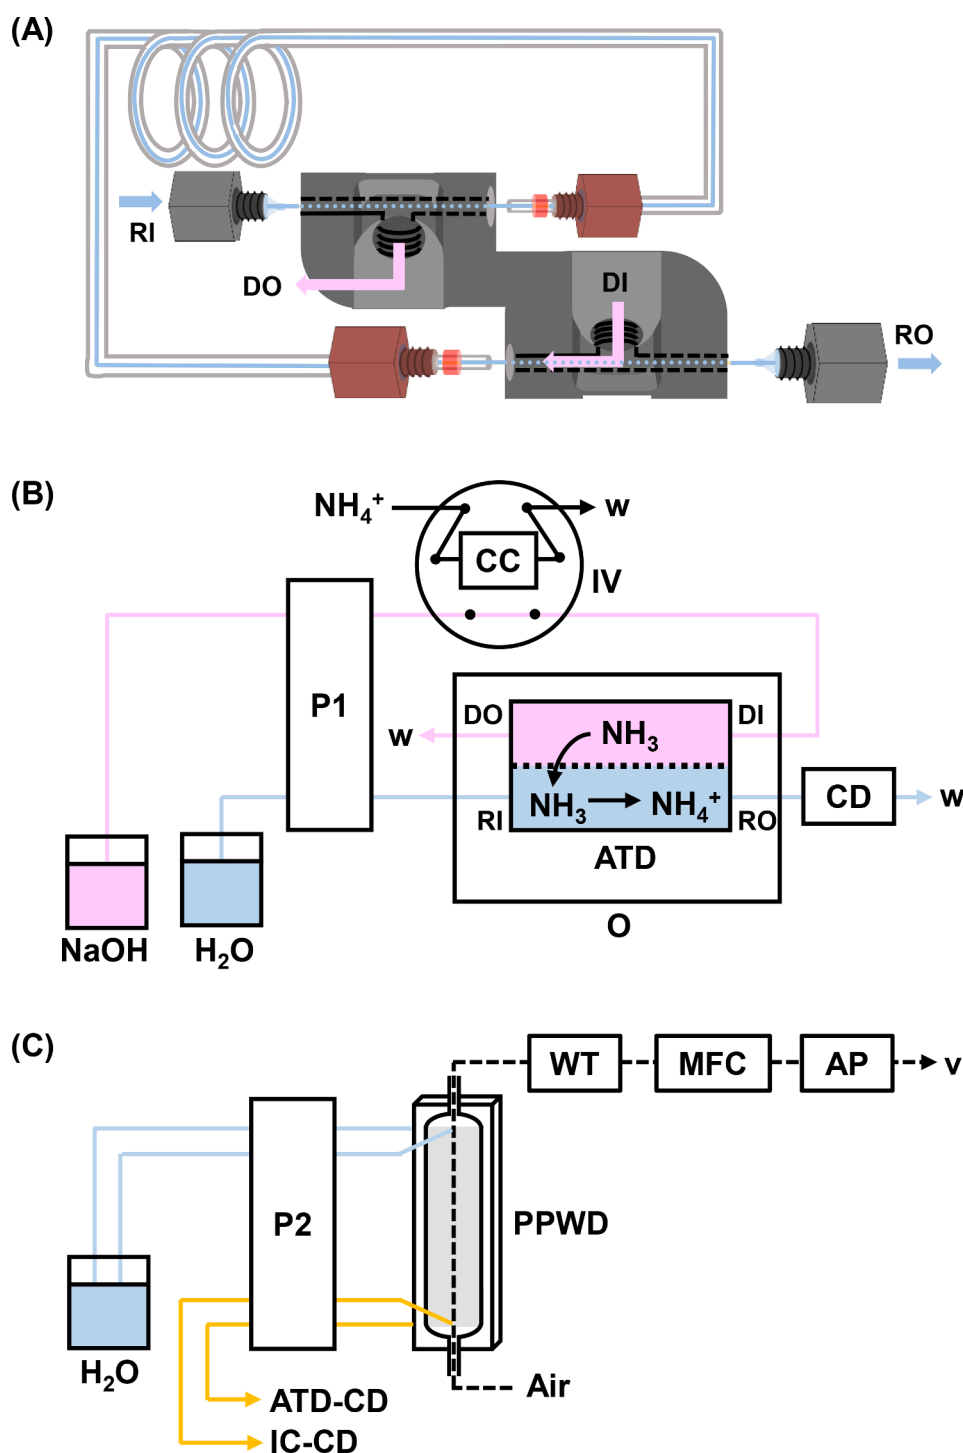 (A)
RI
DO
DI
RO
(B)
NH₄⁺
w
CC
IV
P1
DO
DI
w
NH₃
NH₃
NH₄⁺
CD
w
RI
RO
ATD
O
NaOH
H₂O
(C)
WT
MFC
AP
v
P2
PPWD
H₂O
Air
ATD-CD
IC-CD